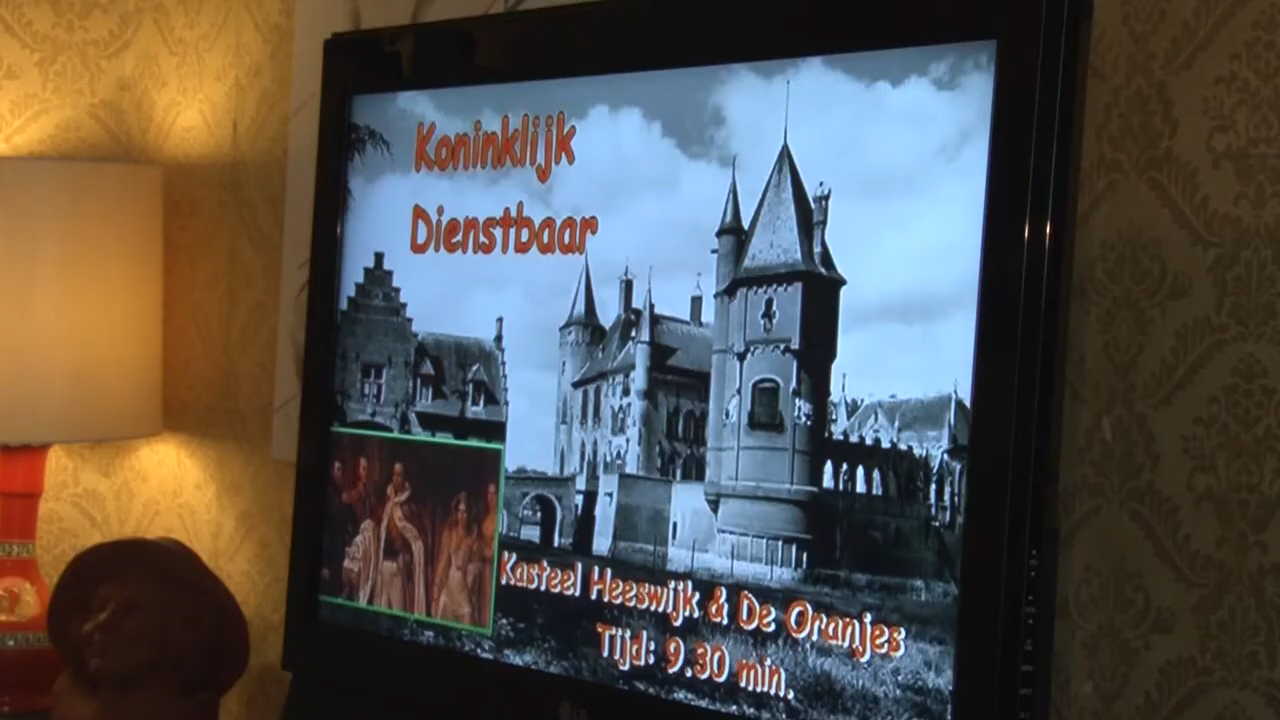 Koninklijk
Dienstbaar
Kasteel Heeswijk & De Oranjes
Tijd: 9.30 min.